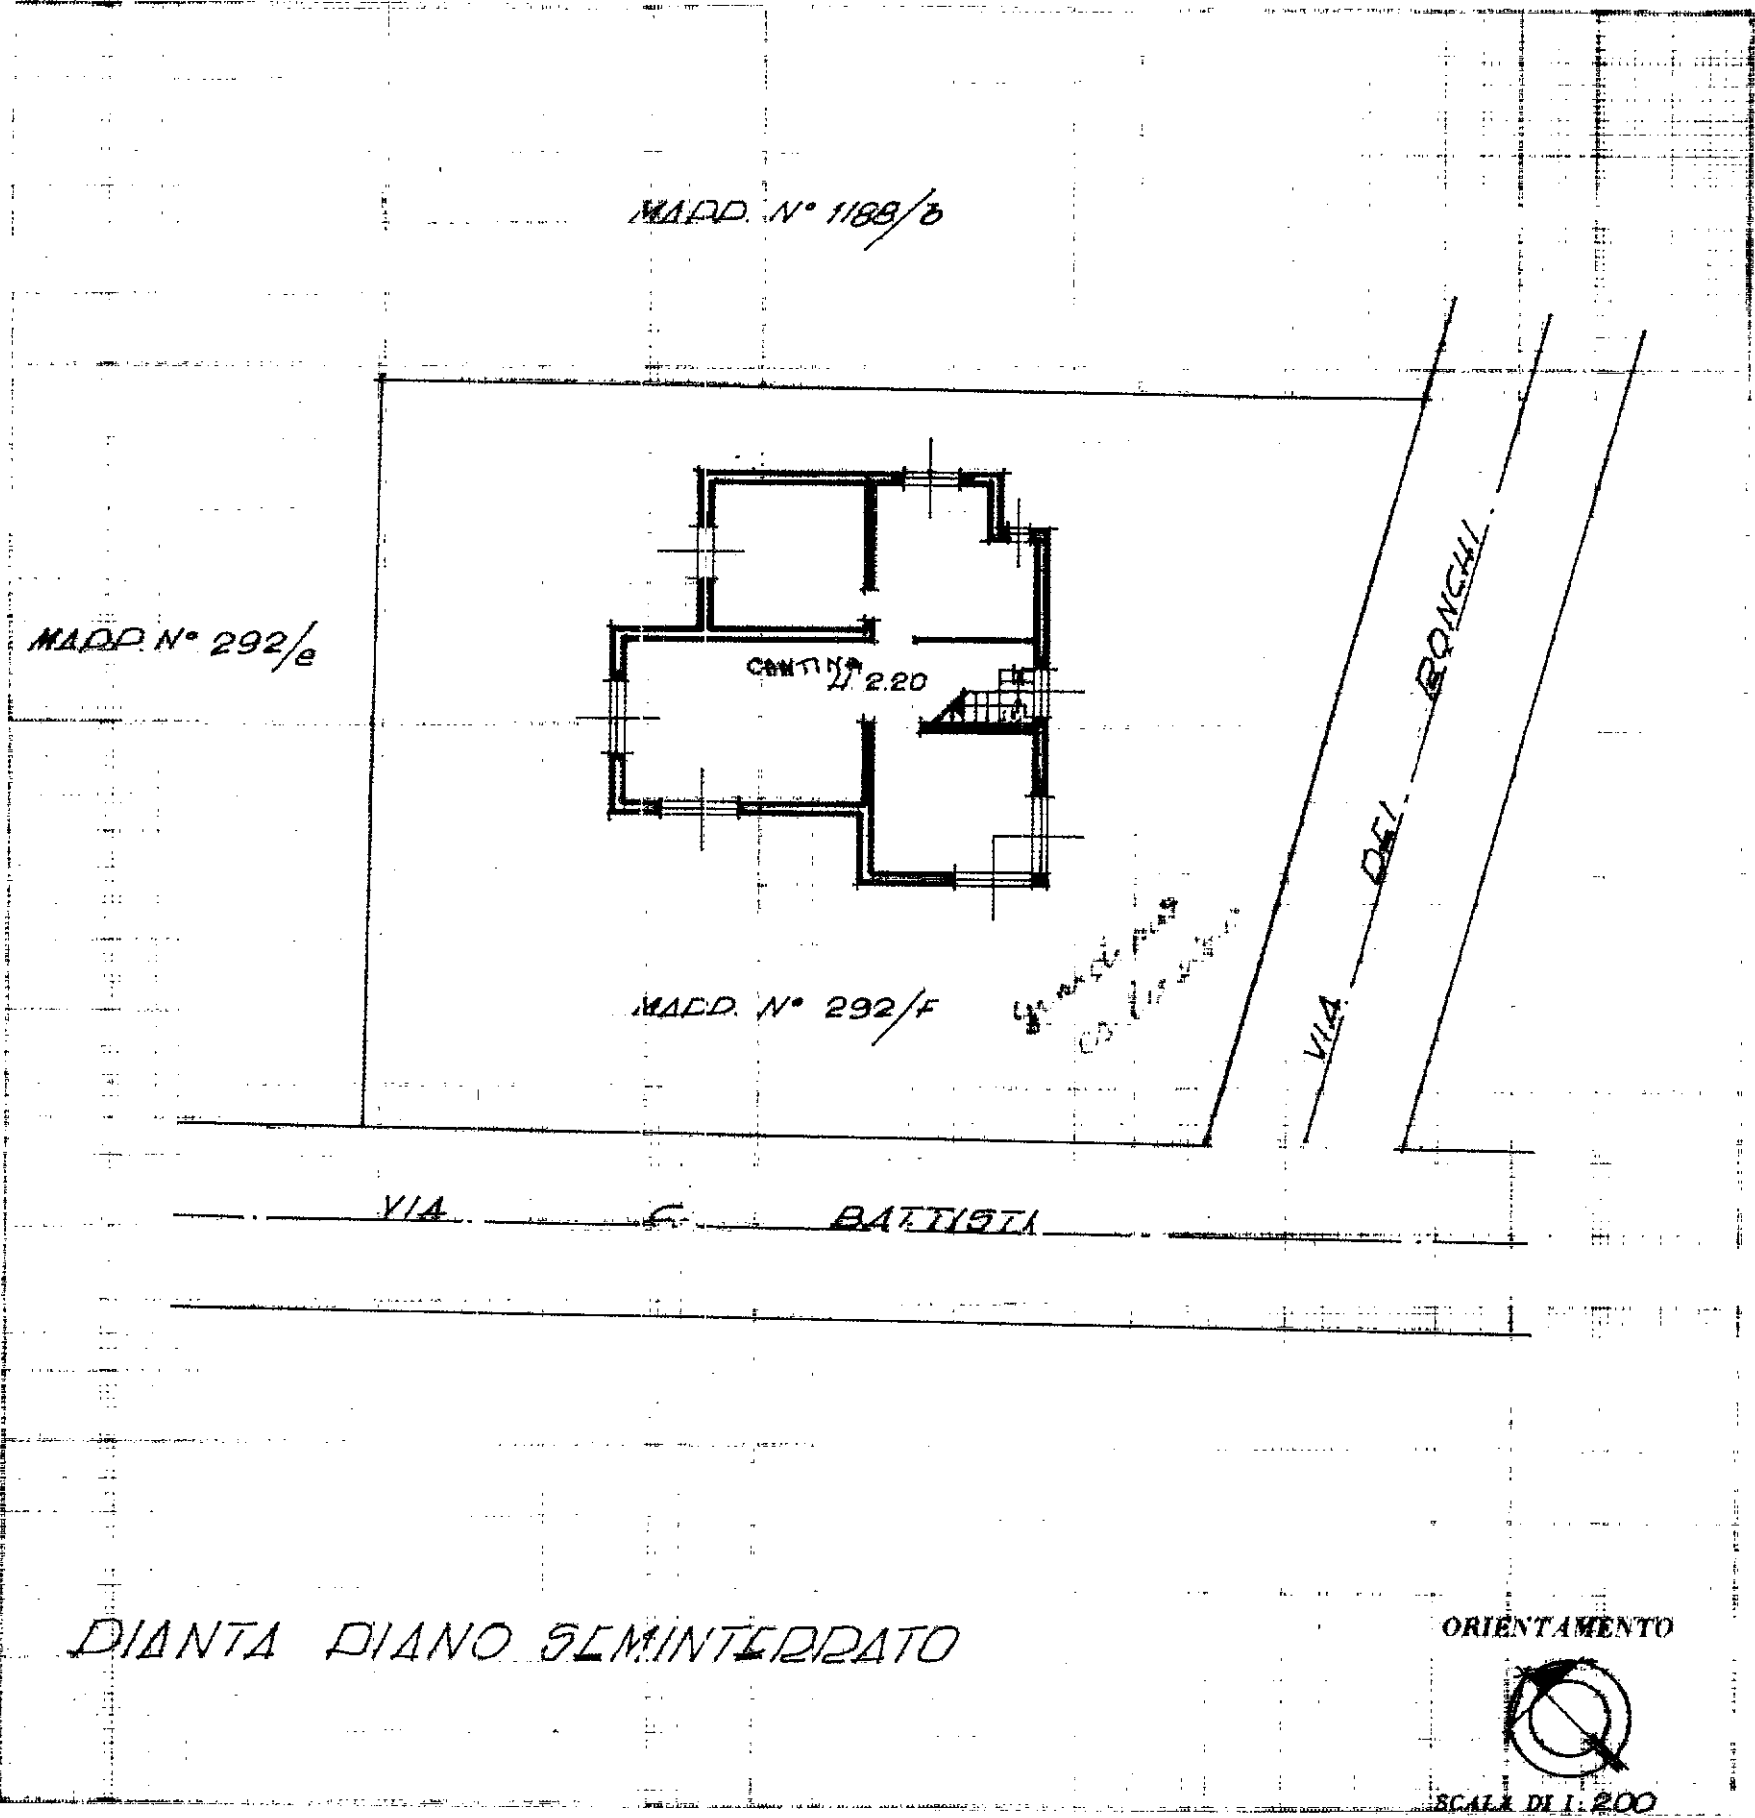 MAPP. N° 1188/b
MAPP. N° 292/e
CANTINA
H. 2.20
MAPP. N° 292/F
VIA DEI RONCHI
VIA C. BATTISTI
PIANTA PIANO SEMINTERRATO
ORIENTAMENTO
SCALA DI 1:200